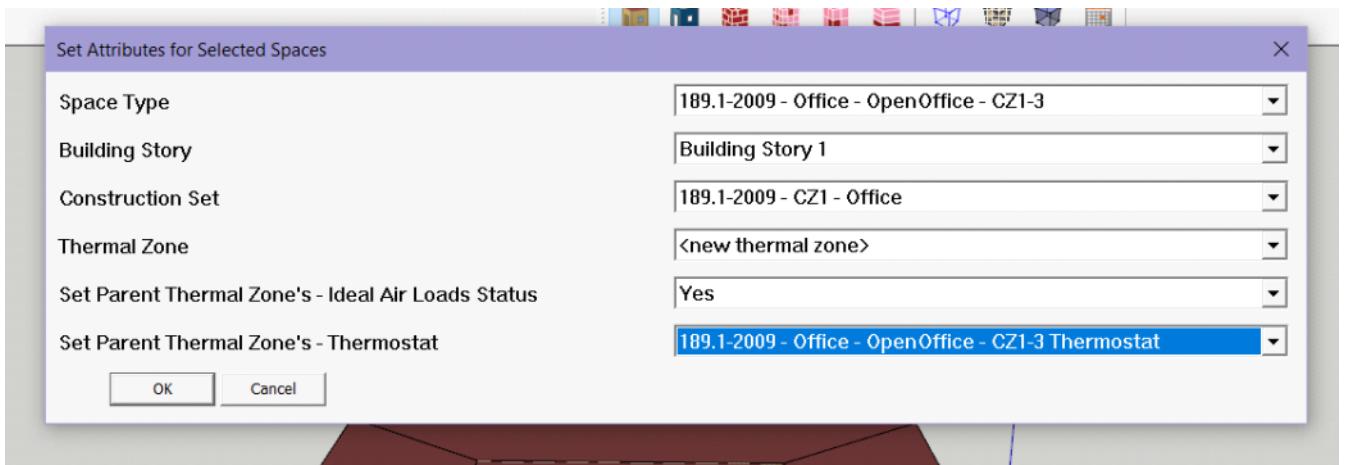 Set Attributes for Selected Spaces
Space Type 189.1-2009 - Office - OpenOffice - CZ1-3
Building Story Building Story 1
Construction Set 189.1-2009 - CZ1 - Office
Thermal Zone <new thermal zone>
Set Parent Thermal Zone's - Ideal Air Loads Status Yes
Set Parent Thermal Zone's - Thermostat 189.1-2009 - Office - OpenOffice - CZ1-3 Thermostat
OK Cancel